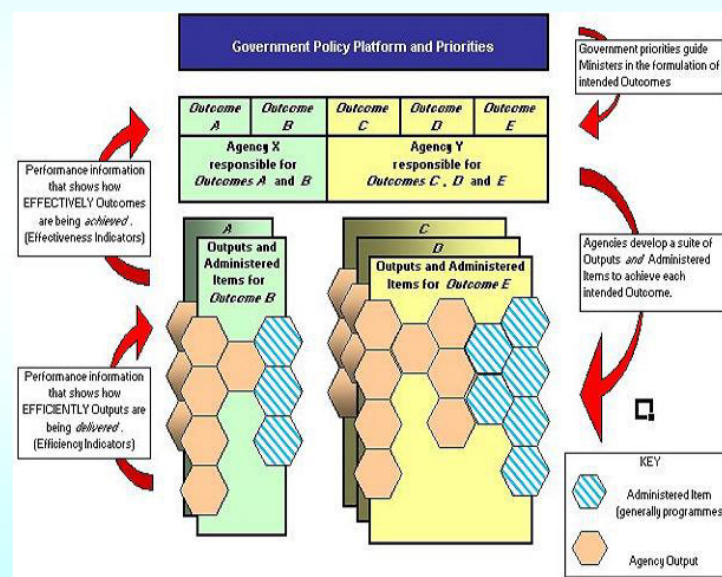 Government Policy Platform and Priorities
Government priorities guide
Ministers in the formulation of
intended Outcomes
Outcome
A
Outcome
B
Outcome
C
Outcome
D
Outcome
E
Agency X
responsible for
Outcomes A and B
Agency Y
responsible for
Outcomes C , D and E
Performance information
that shows how
EFFECTIVELY Outcomes
are being achieved .
(Effectiveness Indicators)
A
Outputs and
Administered
Items for
Outcome B
C
D
Outputs and Administered
Items for Outcome E
Agencies develop a suite of
Outputs and Administered
Items to achieve each
intended Outcome.
Performance information
that shows how
EFFICIENTLY Outputs are
being delivered .
(Efficiency Indicators)
KEY
Administered Item
(generally programmes
Agency Output